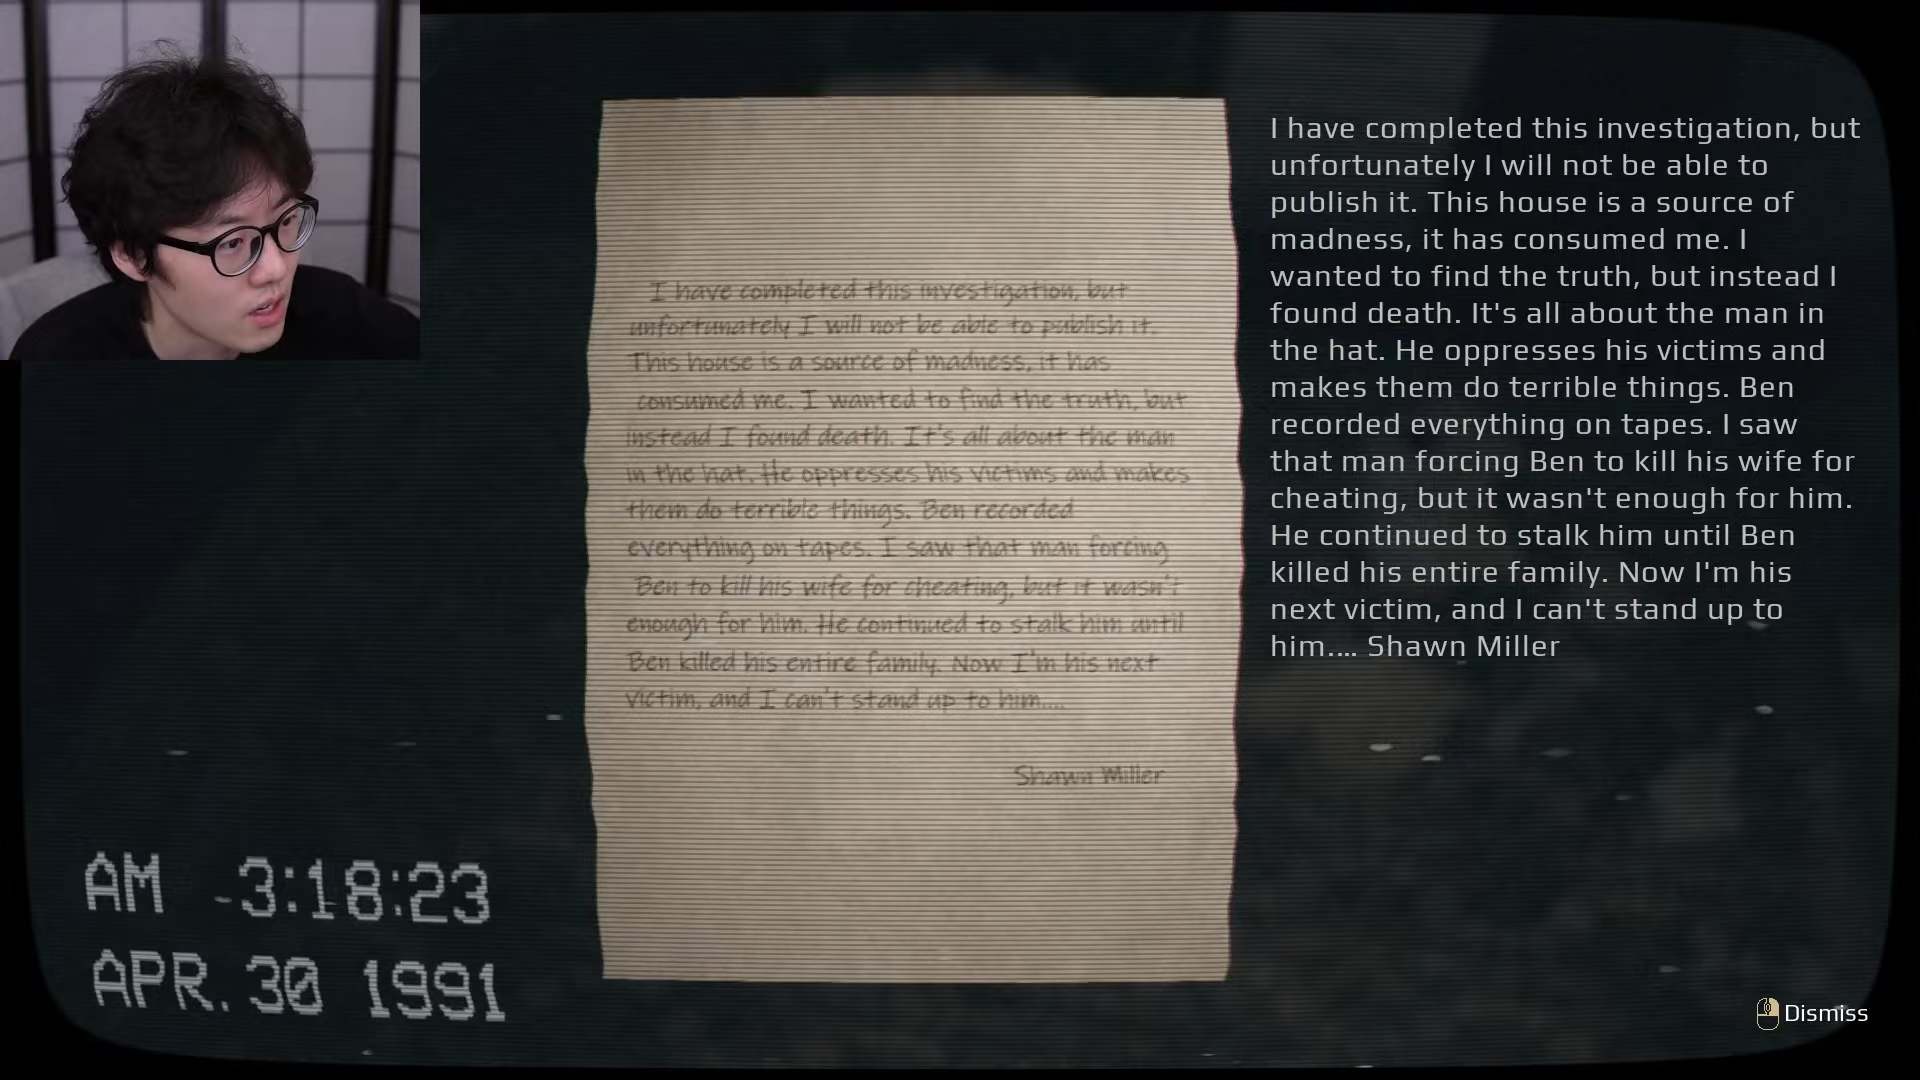 I have completed this investigation, but
unfortunately I will not be able to publish it.
This house is a source of madness, it has
consumed me. I wanted to find the truth, but
instead I found death. It's all about the man
in the hat. He oppresses his victims and makes
them do terrible things. Ben recorded
everything on tapes. I saw that man forcing
Ben to kill his wife for cheating, but it wasn't
enough for him. He continued to stalk him until
Ben killed his entire family. Now I'm his next
victim, and I can't stand up to him....
Shawn Miller
I have completed this investigation, but
unfortunately I will not be able to
publish it. This house is a source of
madness, it has consumed me. I
wanted to find the truth, but instead I
found death. It's all about the man in
the hat. He oppresses his victims and
makes them do terrible things. Ben
recorded everything on tapes. I saw
that man forcing Ben to kill his wife for
cheating, but it wasn't enough for him.
He continued to stalk him until Ben
killed his entire family. Now I'm his
next victim, and I can't stand up to
him.... Shawn Miller
AM -3:18:23
APR. 30 1991
Dismiss